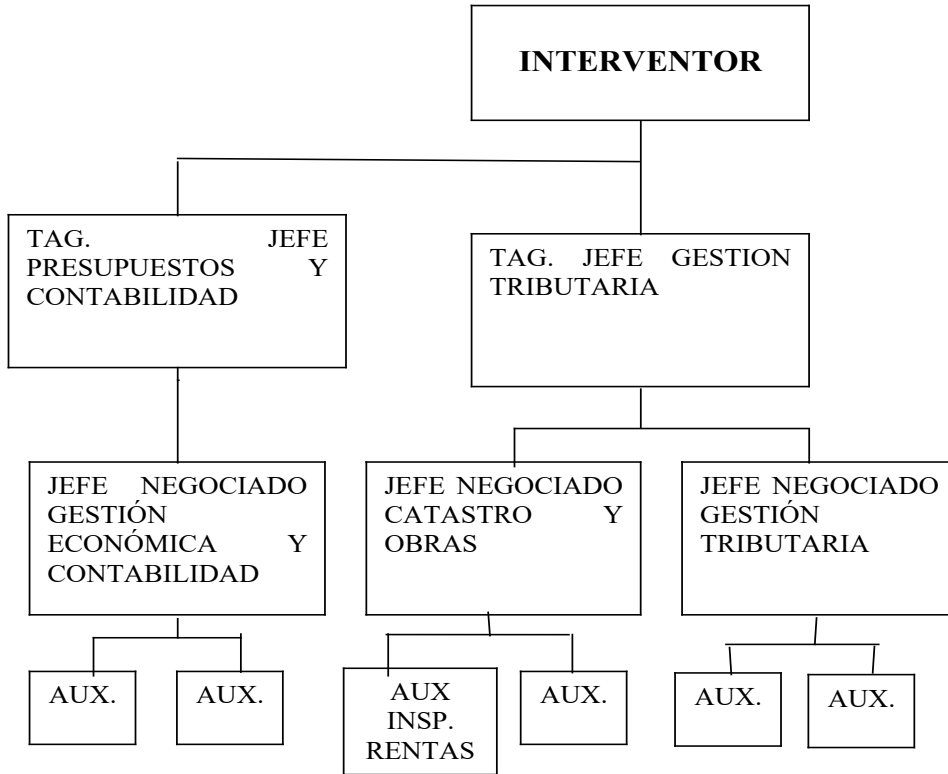 INTERVENTOR
TAG. JEFE
PRESUPUESTOS Y
CONTABILIDAD
TAG. JEFE GESTION
TRIBUTARIA
JEFE NEGOCIADO
GESTIÓN
ECONÓMICA Y
CONTABILIDAD
JEFE NEGOCIADO
CATASTRO Y
OBRAS
JEFE NEGOCIADO
GESTIÓN
TRIBUTARIA
AUX.
AUX.
AUX
INSP.
RENTAS
AUX.
AUX.
AUX.